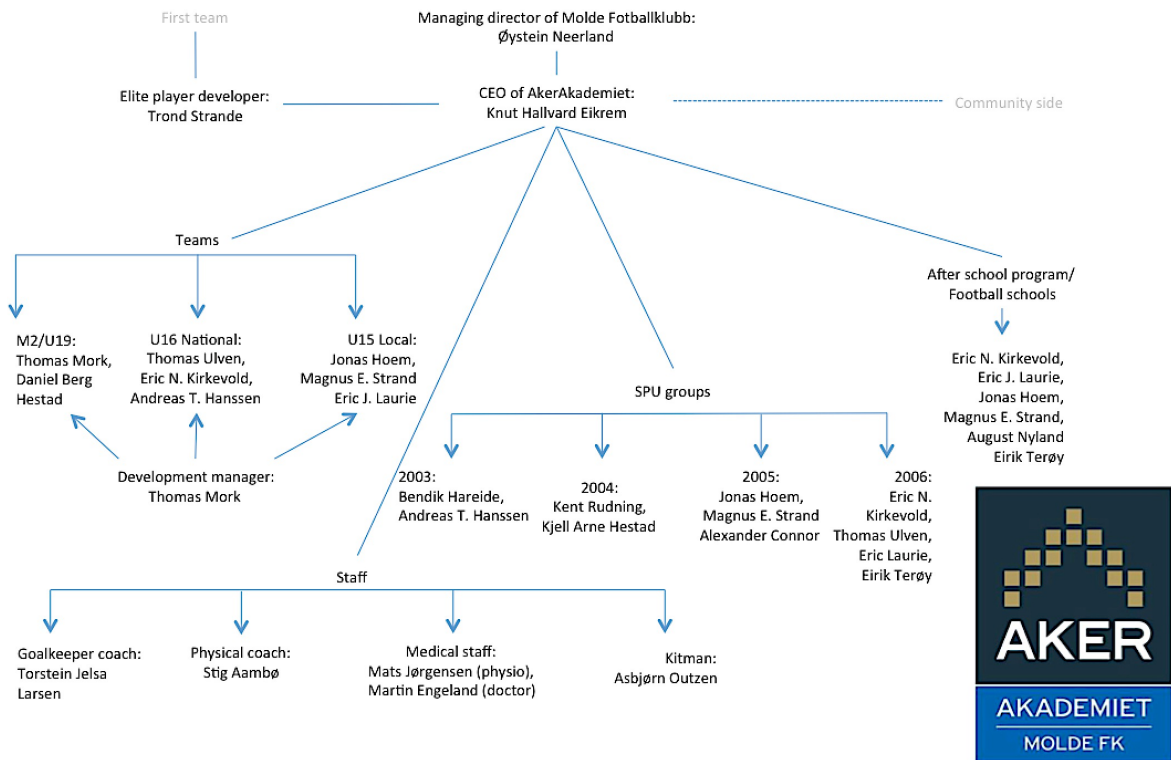 First team
Managing director of Molde Fotballklubb:
Øystein Neerland
Elite player developer:
Trond Strande
CEO of AkerAkademiet:
Knut Hallvard Eikrem
Community side
Teams
After school program/
Football schools
M2/U19:
Thomas Mork,
Daniel Berg
Hestad
U16 National:
Thomas Ulven,
Eric N. Kirkevold,
Andreas T. Hanssen
U15 Local:
Jonas Hoem,
Magnus E. Strand
Eric J. Laurie
Eric N. Kirkevold,
Eric J. Laurie,
Jonas Hoem,
Magnus E. Strand,
August Nyland
Eirik Terøy
SPU groups
Development manager:
Thomas Mork
2003:
Bendik Hareide,
Andreas T. Hanssen
2004:
Kent Rudning,
Kjell Arne Hestad
2005:
Jonas Hoem,
Magnus E. Strand
Alexander Connor
2006:
Eric N.
Kirkevold,
Thomas Ulven,
Eric Laurie,
Eirik Terøy
Staff
Goalkeeper coach:
Torstein Jelsa
Larsen
Physical coach:
Stig Aambø
Medical staff:
Mats Jørgensen (physio),
Martin Engeland (doctor)
Kitman:
Asbjørn Outzen
AKER
AKADEMIET
MOLDE FK